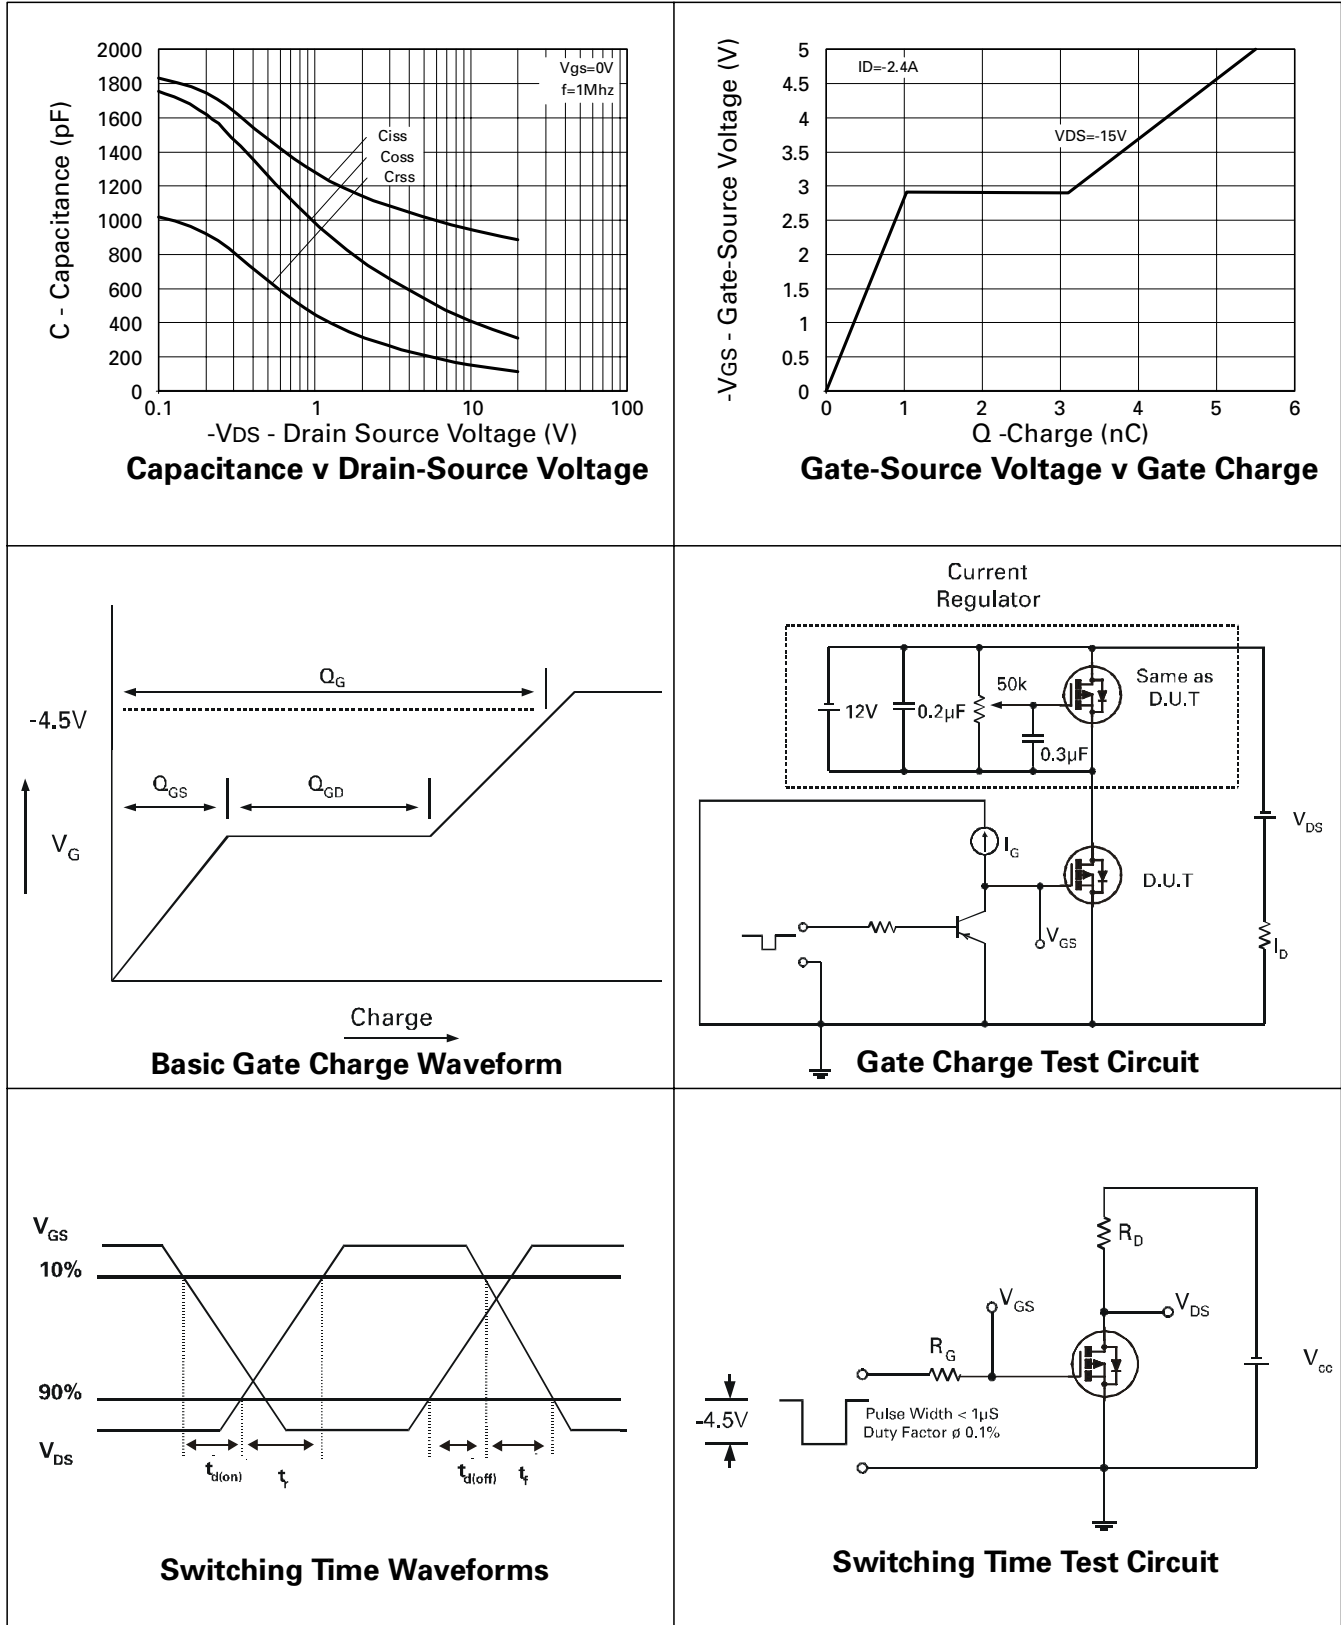 2000
1800
1600
1400
1200
1000
800
600
400
200
0
C - Capacitance (pF)
Vgs=0V
f=1Mhz
Ciss
Coss
Crss
0.1 1 10 100
-VDS - Drain Source Voltage (V)
Capacitance v Drain-Source Voltage
5
4.5
4
3.5
3
2.5
2
1.5
1
0.5
0
-VGS - Gate-Source Voltage (V)
ID=-2.4A
VDS=-15V
0 1 2 3 4 5 6
Q -Charge (nC)
Gate-Source Voltage v Gate Charge
QG
-4.5V
QGS
QGD
VG
Charge
Basic Gate Charge Waveform
Current
Regulator
12V
0.2µF
50k
0.3µF
Same as
D.U.T
IG
VDS
D.U.T
VGS
ID
Gate Charge Test Circuit
VGS
10%
90%
VDS
td(on)
tr
td(off)
tf
Switching Time Waveforms
RD
VGS
VDS
RG
Vcc
-4.5V
Pulse Width < 1µS
Duty Factor ø 0.1%
Switching Time Test Circuit